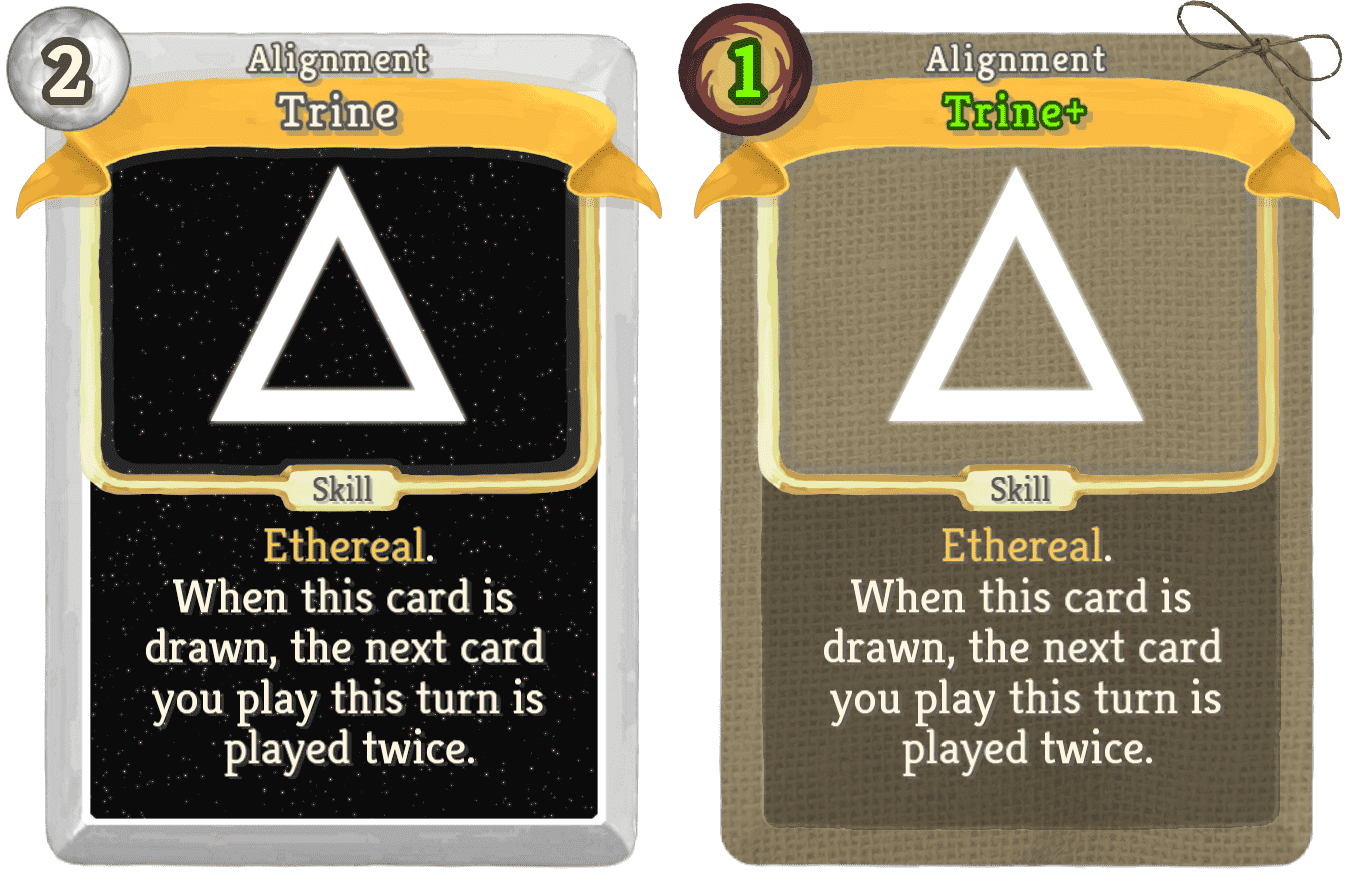 2
Alignment
Trine
Skill
Ethereal.
When this card is
drawn, the next card
you play this turn is
played twice.
1
Alignment
Trine+
Skill
Ethereal.
When this card is
drawn, the next card
you play this turn is
played twice.